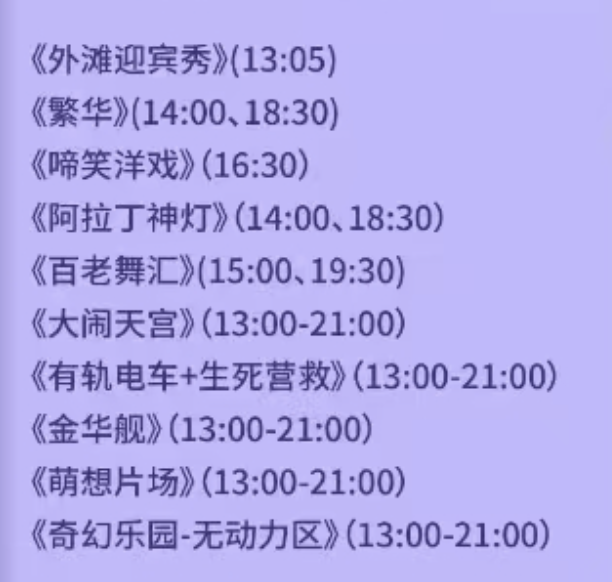 《外滩迎宾秀》(13:05)
《繁华》(14:00、18:30)
《啼笑洋戏》(16:30)
《阿拉丁神灯》(14:00、18:30)
《百老舞汇》(15:00、19:30)
《大闹天宫》(13:00-21:00)
《有轨电车+生死营救》(13:00-21:00)
《金华舰》(13:00-21:00)
《萌想片场》(13:00-21:00)
《奇幻乐园-无动力区》(13:00-21:00)